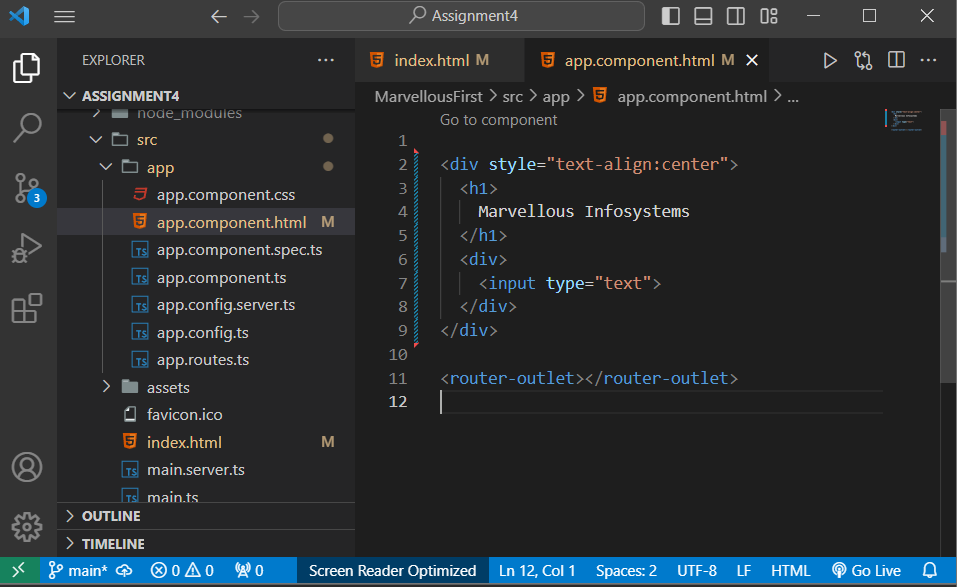 Assignment4
EXPLORER
ASSIGNMENT4
node_modules
src
app
app.component.css
app.component.html M
app.component.spec.ts
app.component.ts
app.config.server.ts
app.config.ts
app.routes.ts
assets
favicon.ico
index.html M
main.server.ts
main.ts
OUTLINE
TIMELINE
3
index.html M
app.component.html M
MarvellousFirst > src > app > app.component.html > ...
Go to component
1
2 <div style="text-align:center">
3 <h1>
4 Marvellous Infosystems
5 </h1>
6 <div>
7 <input type="text">
8 </div>
9 </div>
10
11 <router-outlet></router-outlet>
12
main* 0 0 0 Screen Reader Optimized Ln 12, Col 1 Spaces: 2 UTF-8 LF HTML Go Live